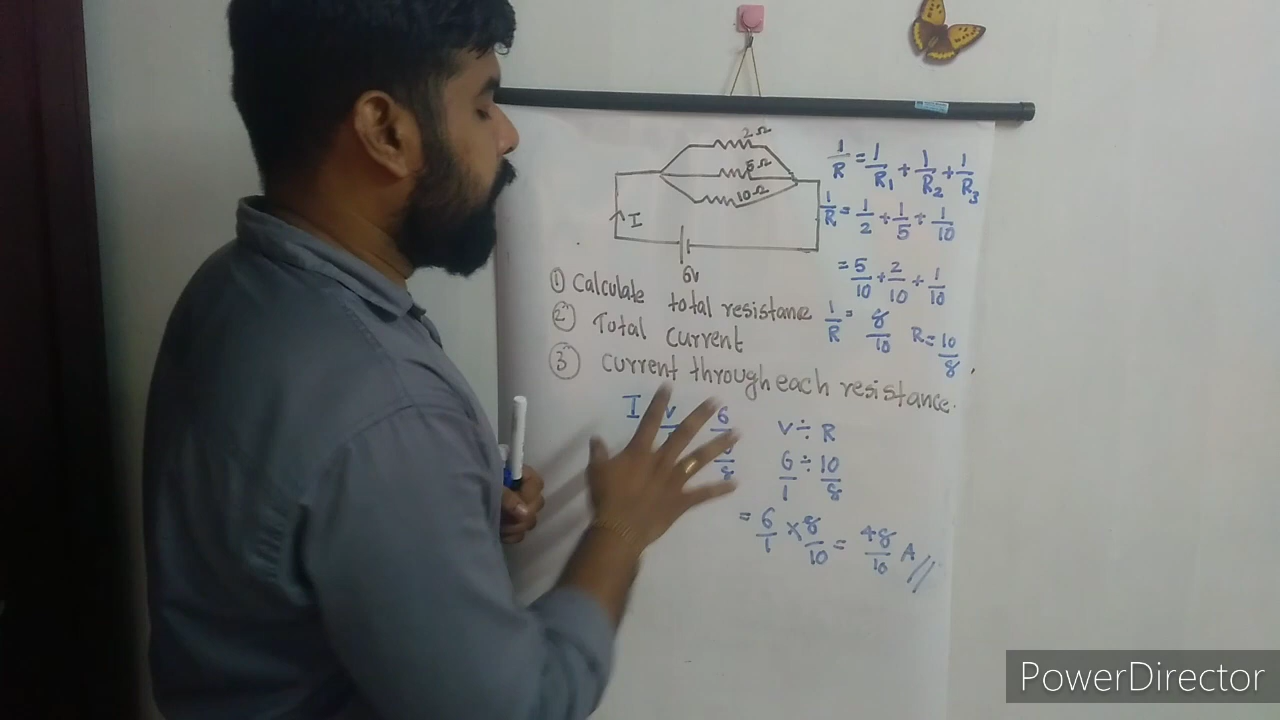 2Ω
5Ω
10Ω
I
6v
1/R = 1/R₁ + 1/R₂ + 1/R₃
1/R = 1/2 + 1/5 + 1/10
= 5/10 + 2/10 + 1/10
1/R = 8/10 R = 10/8
① Calculate total resistance
② Total Current
③ Current through each resistance.
I V 6 8
V ÷ R
6/1 ÷ 10/8
= 6/1 × 8/10 = 48/10 A//
PowerDirector